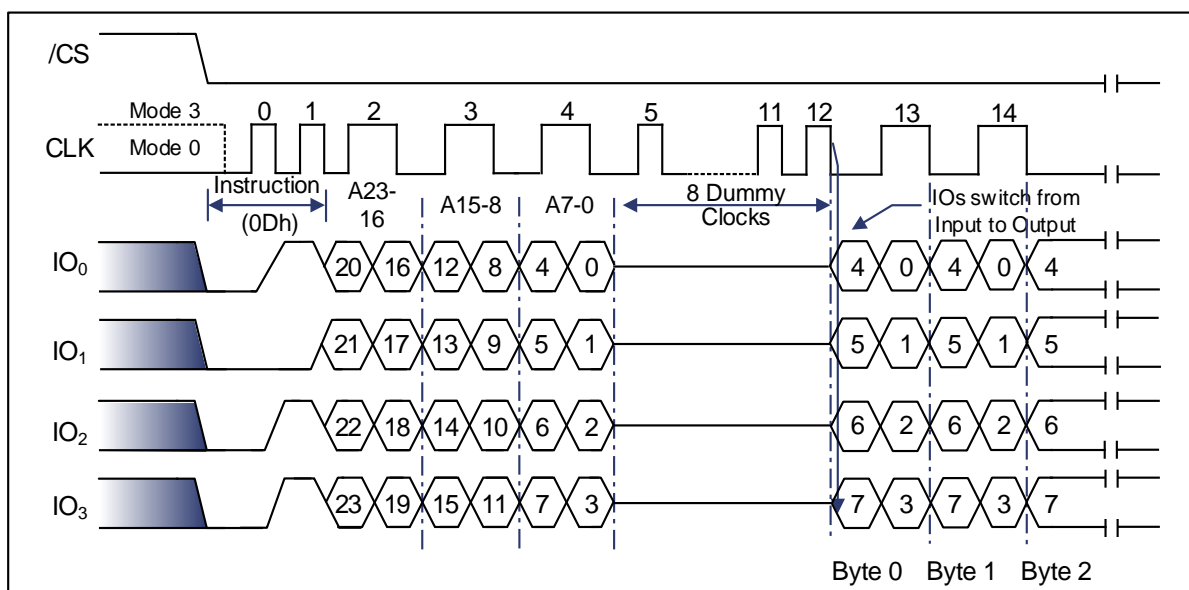 /CS
Mode 3
0 1 2 3 4 5 11 12 13 14
CLK Mode 0
Instruction
(0Dh)
A23-
16
A15-8
A7-0
8 Dummy
Clocks
IOs switch from
Input to Output
IO0 20 16 12 8 4 0 4 0 4 0 4
IO1 21 17 13 9 5 1 5 1 5 1 5
IO2 22 18 14 10 6 2 6 2 6 2 6
IO3 23 19 15 11 7 3 7 3 7 3 7
Byte 0 Byte 1 Byte 2